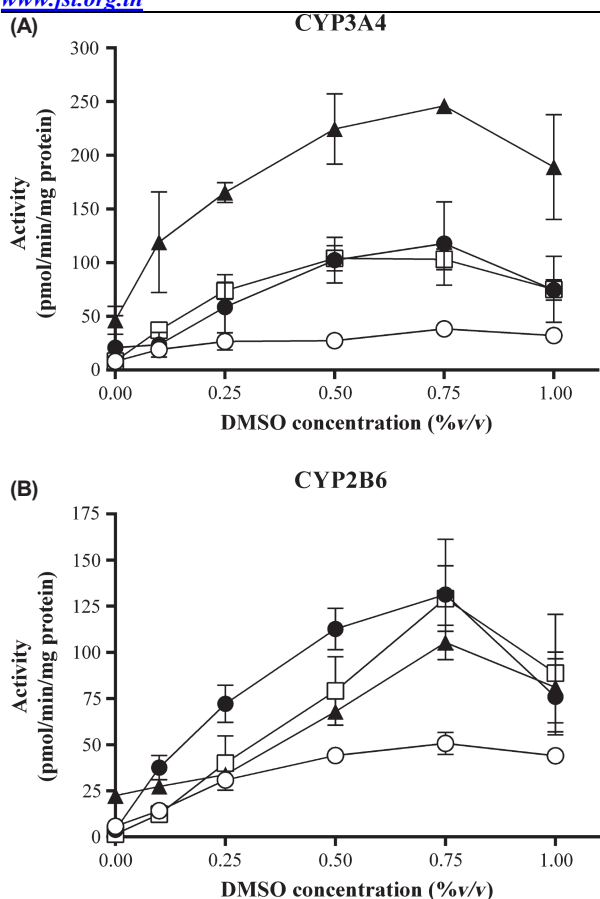 www.jsi.org.in
(A)
CYP3A4
300
250
200
150
100
50
0
Activity
(pmol/min/mg protein)
0.00 0.25 0.50 0.75 1.00
DMSO concentration (%v/v)
(B)
CYP2B6
175
150
125
100
75
50
25
0
Activity
(pmol/min/mg protein)
0.00 0.25 0.50 0.75 1.00
DMSO concentration (%v/v)